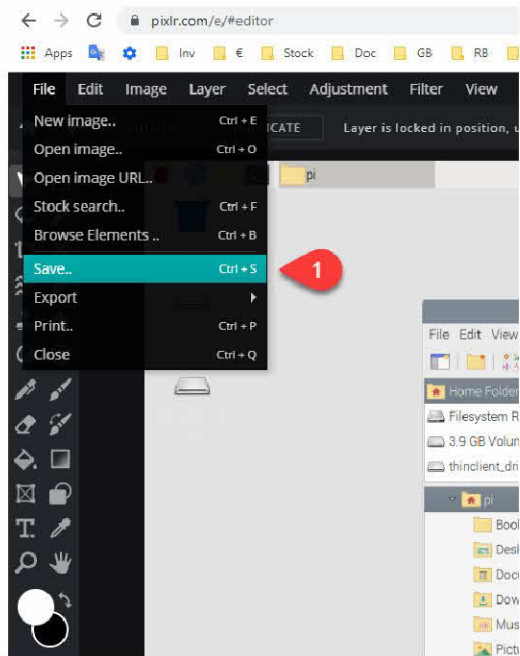 pixlr.com/e/#editor
Apps Inv € Stock Doc GB RB
File Edit Image Layer Select Adjustment Filter View
New image.. Ctrl + E
CATE Layer is locked in position, u
Open image.. Ctrl + O
Open image URL..
pi
Stock search.. Ctrl + F
Browse Elements .. Ctrl + B
Save.. Ctrl + S
1
Export
Print.. Ctrl + P
Close Ctrl + Q
File Edit View
Home Folder
Filesystem R
3.9 GB Volun
thinclient_dri
pi
Bool
Desl
Docu
Dow
Mus
Pictu